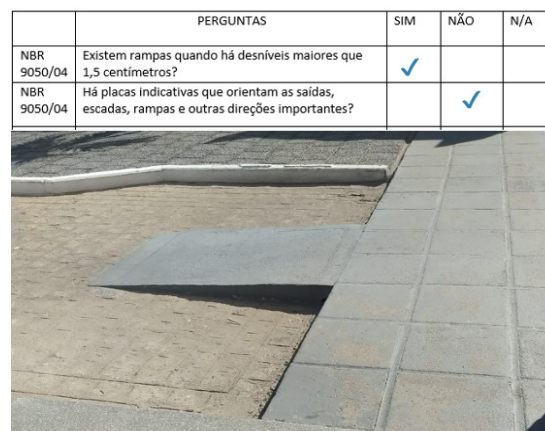 PERGUNTAS SIM NÃO N/A
NBR 9050/04 Existem rampas quando há desníveis maiores que 1,5 centímetros? ✓
NBR 9050/04 Há placas indicativas que orientam as saídas, escadas, rampas e outras direções importantes? ✓